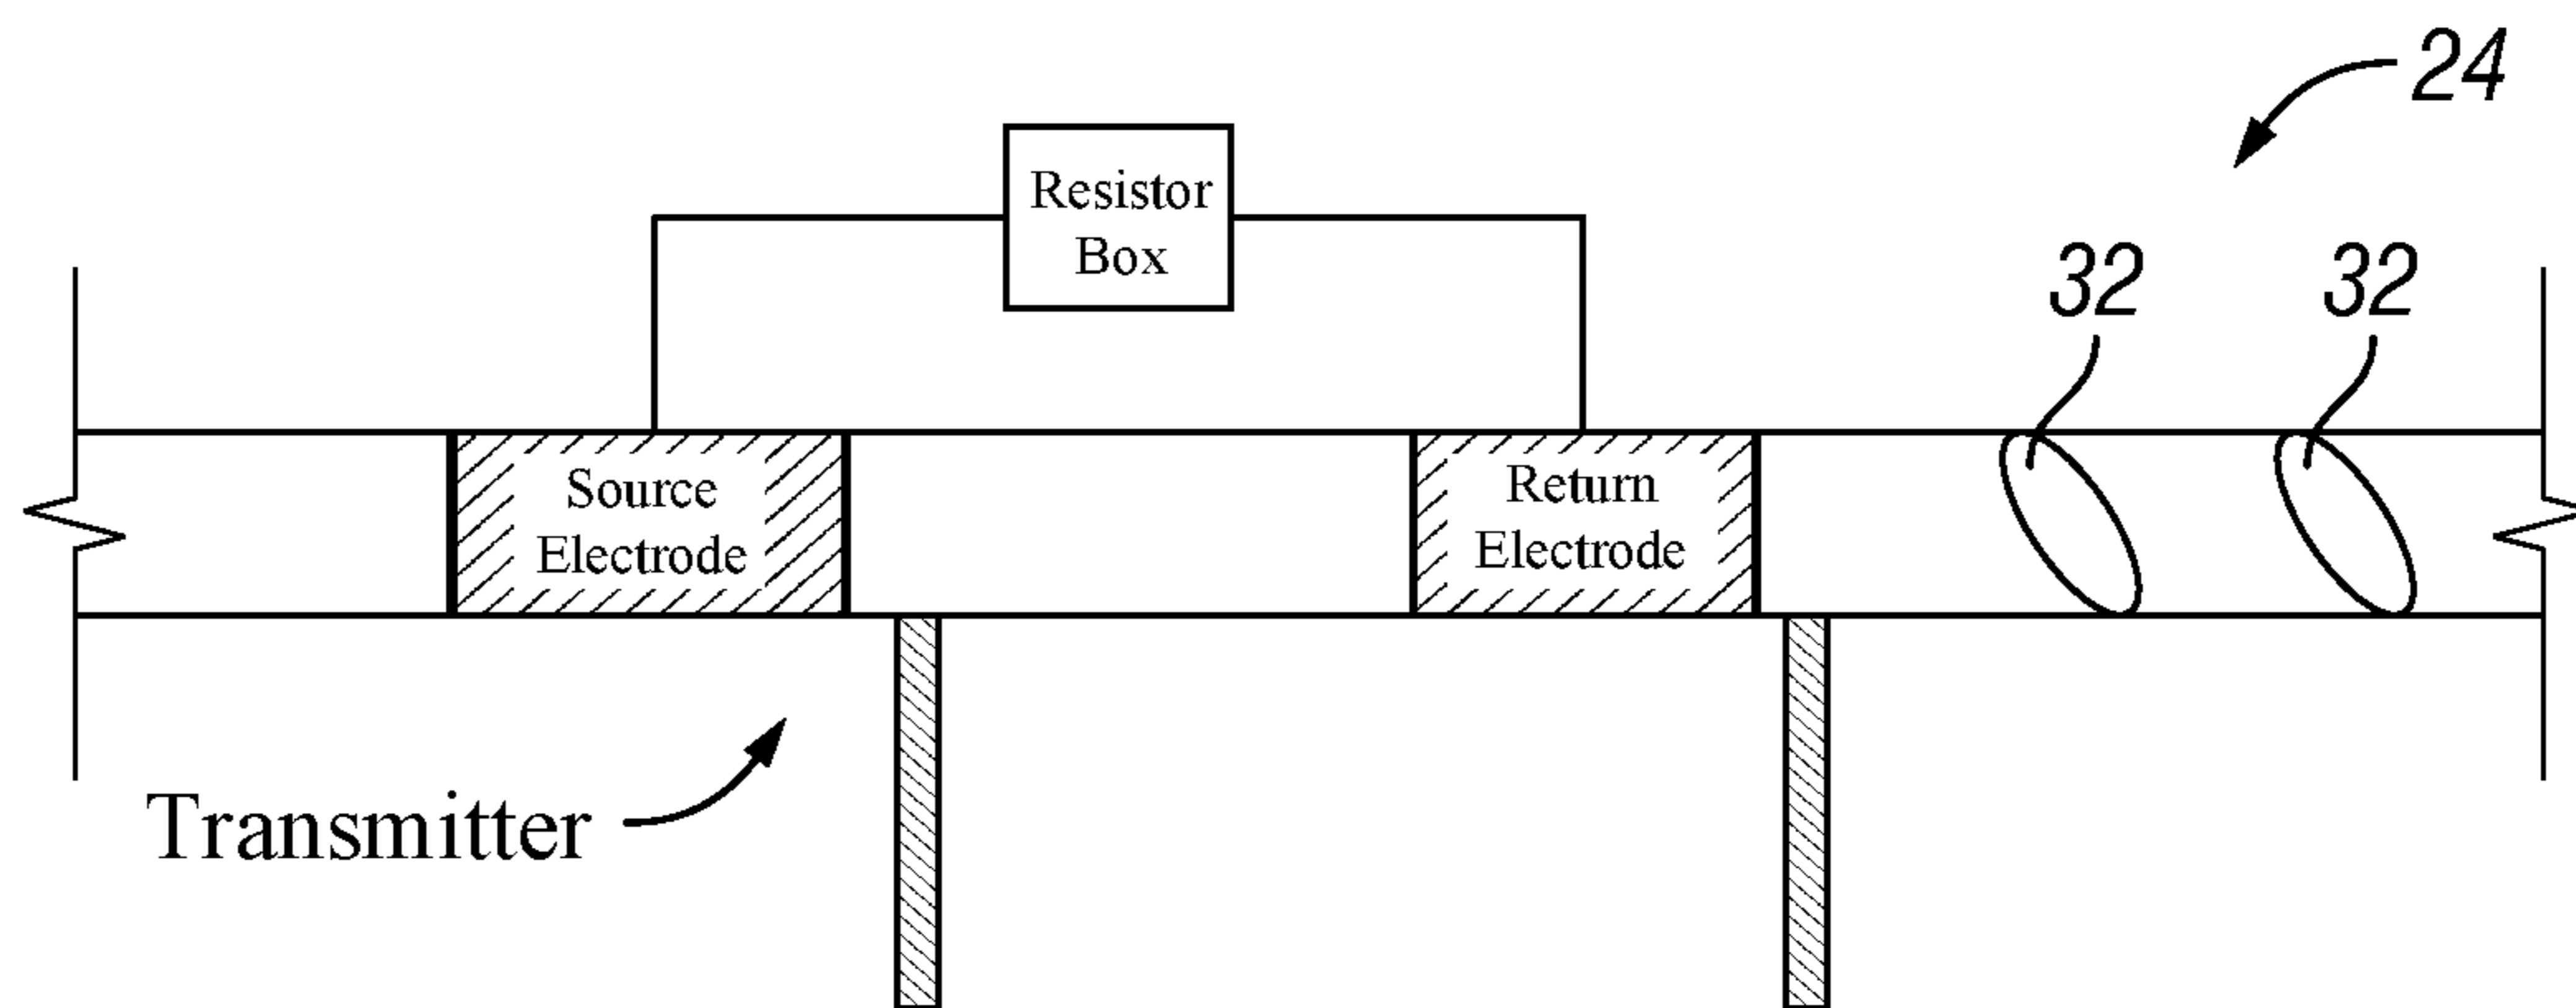 24
Resistor
Box
32 32
Source
Electrode
Return
Electrode
Transmitter